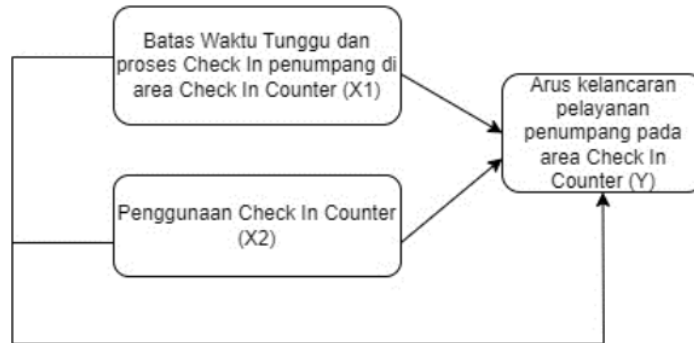 Batas Waktu Tunggu dan
proses Check In penumpang di
area Check In Counter (X1)
Arus kelancaran
pelayanan
penumpang pada
area Check In
Counter (Y)
Penggunaan Check In Counter
(X2)